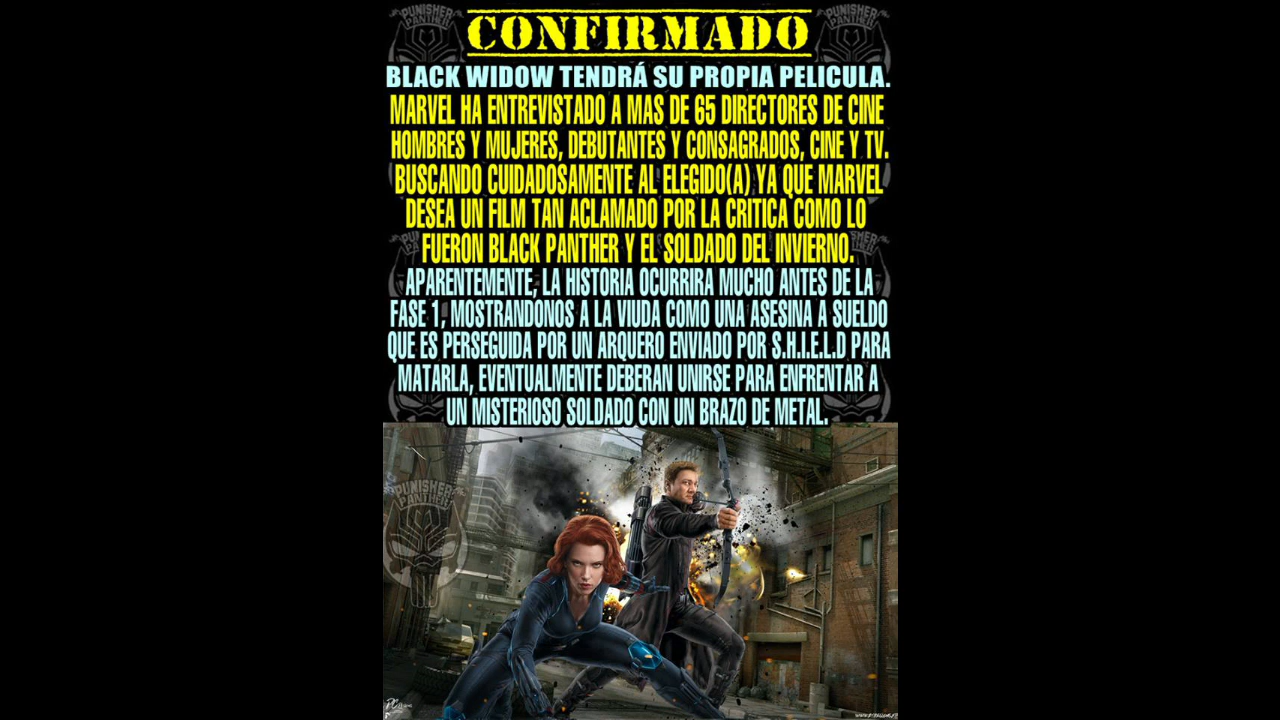 CONFIRMADO
BLACK WIDOW TENDRÁ SU PROPIA PELICULA.
MARVEL HA ENTREVISTADO A MAS DE 65 DIRECTORES DE CINE
HOMBRES Y MUJERES, DEBUTANTES Y CONSAGRADOS, CINE Y TV.
BUSCANDO CUIDADOSAMENTE AL ELEGIDO(A) YA QUE MARVEL
DESEA UN FILM TAN ACLAMADO POR LA CRITICA COMO LO
FUERON BLACK PANTHER Y EL SOLDADO DEL INVIERNO.
APARENTEMENTE, LA HISTORIA OCURRIRA MUCHO ANTES DE LA
FASE 1, MOSTRANDONOS A LA VIUDA COMO UNA ASESINA A SUELDO
QUE ES PERSEGUIDA POR UN ARQUERO ENVIADO POR S.H.I.E.L.D PARA
MATARLA, EVENTUALMENTE DEBERAN UNIRSE PARA ENFRENTAR A
UN MISTERIOSO SOLDADO CON UN BRAZO DE METAL.
PUNISHER
PANTHER
PUNISHER
PANTHER
PUNISHER
PANTHER